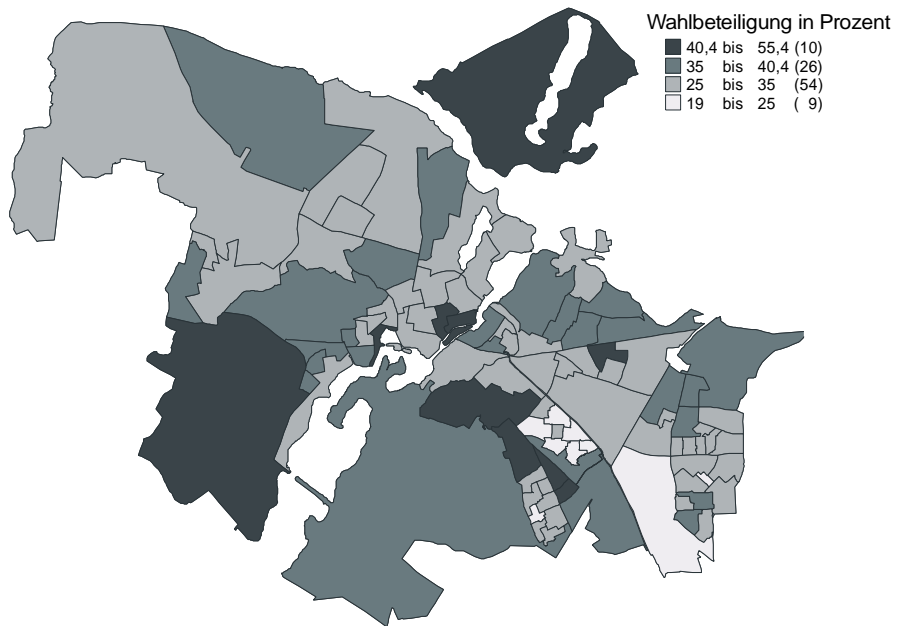 Wahlbeteiligung in Prozent
40,4 bis 55,4 (10)
35 bis 40,4 (26)
25 bis 35 (54)
19 bis 25 ( 9)